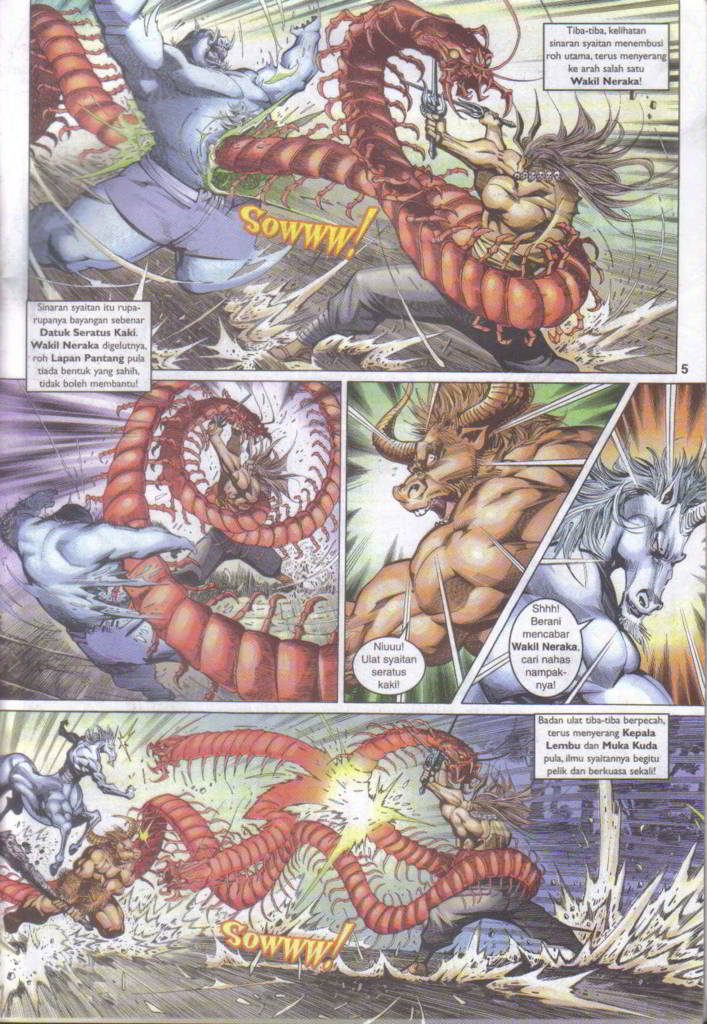 Tiba-tiba, kelihatan
sinaran syaitan menembusi
roh utama, terus menyerang
ke arah salah satu
Wakil Neraka!
Sowww!
Sinaran syaitan itu rupa-
rupanya bayangan sebenar
Datuk Seratus Kaki.
Wakil Neraka digelutnya,
roh Lapan Pantang pula
tiada bentuk yang sahih,
tidak boleh membantu!
5
Niuuu!
Ulat syaitan
seratus
kaki!
Shhh!
Berani
mencabar
Wakil Neraka,
cari nahas
nampak-
nya!
Badan ulat tiba-tiba berpecah,
terus menyerang Kepala
Lembu dan Muka Kuda
pula, ilmu syaitannya begitu
pelik dan berkuasa sekali!
Sowww!